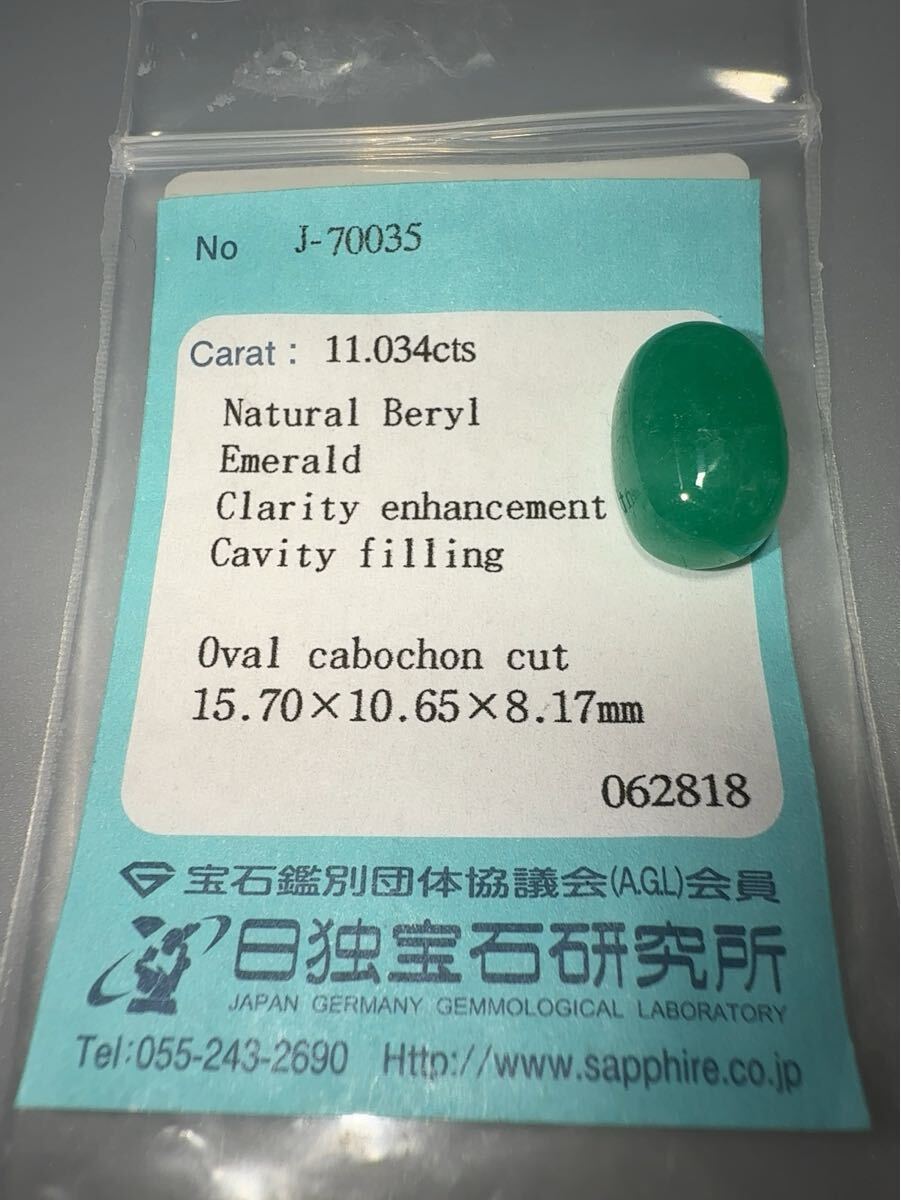 No J-70035
Carat : 11.034cts
Natural Beryl
Emerald
Clarity enhancement
Cavity filling
Oval cabochon cut
15.70×10.65×8.17mm
062818
宝石鑑別団体協議会(A.G.L)会員
日独宝石研究所
JAPAN GERMANY GEMMOLOGICAL LABORATORY
Tel:055-243-2690 Http://www.sapphire.co.jp